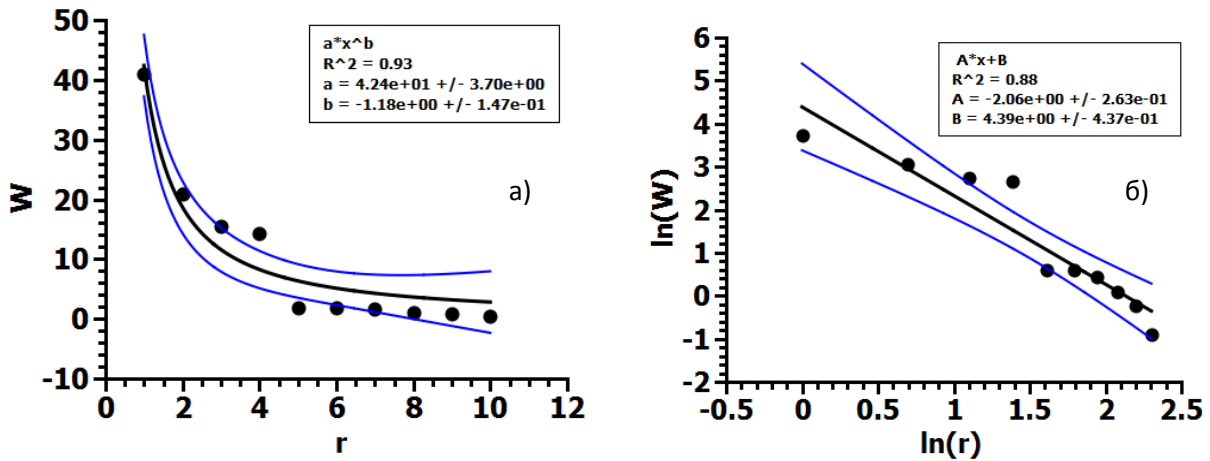 50
40
30
20
10
0
-10
W
0
2
4
6
8
10
12
r
a*x^b
R^2 = 0.93
a = 4.24e+01 +/- 3.70e+00
b = -1.18e+00 +/- 1.47e-01
а)
6
5
4
3
2
1
0
-1
-2
ln(W)
-0.5
0
0.5
1
1.5
2
2.5
ln(r)
A*x+B
R^2 = 0.88
A = -2.06e+00 +/- 2.63e-01
B = 4.39e+00 +/- 4.37e-01
б)